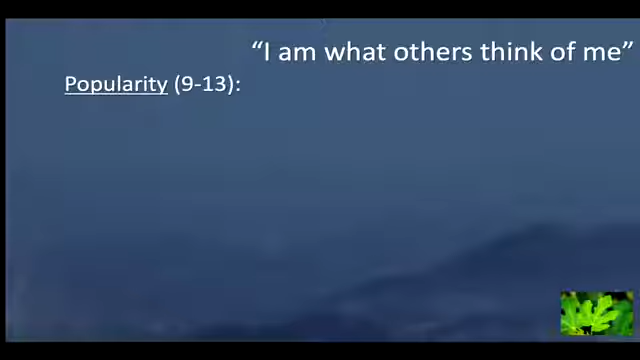 “I am what others think of me”
Popularity (9-13):